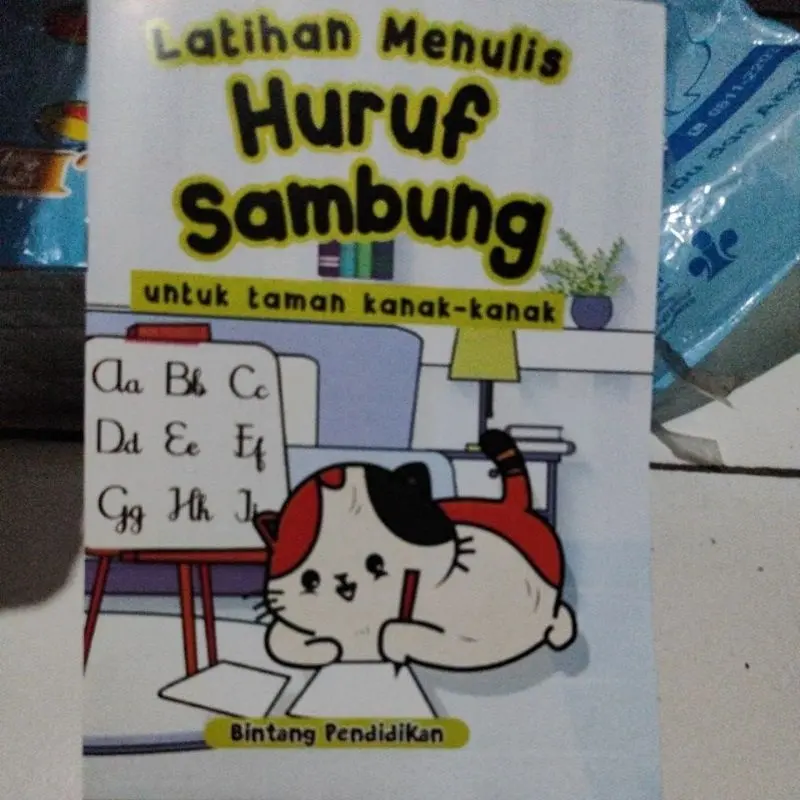 Latihan Menulis
Huruf
Sambung
untuk taman kanak-kanak
Aa Bb Cc
Dd Ee Ff
Gg Hh Ii
Bintang Pendidikan